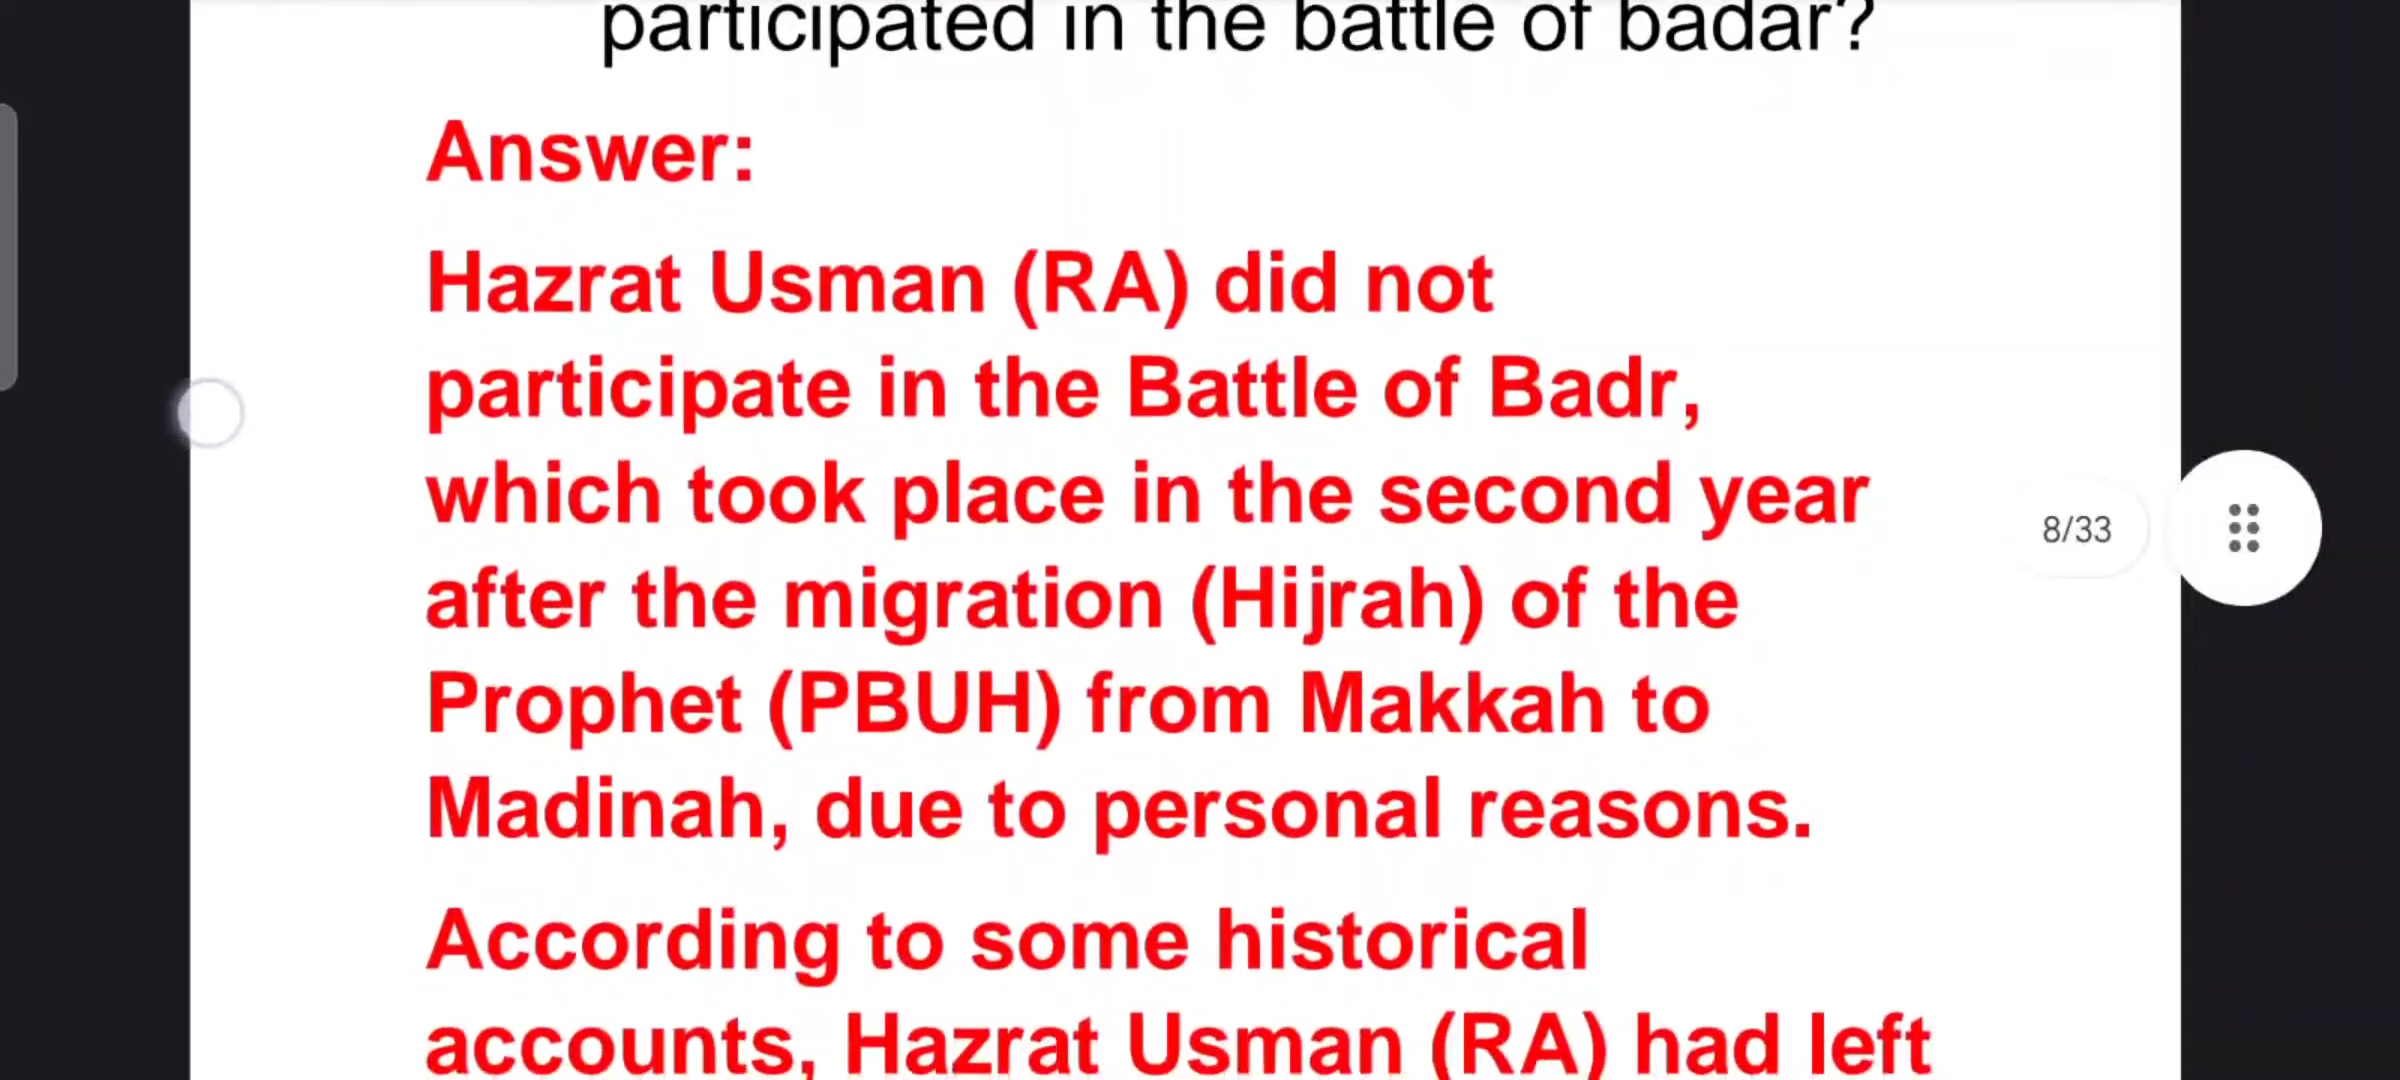 participated in the battle of badar?
Answer:
Hazrat Usman (RA) did not
participate in the Battle of Badr,
which took place in the second year
after the migration (Hijrah) of the
Prophet (PBUH) from Makkah to
Madinah, due to personal reasons.
According to some historical
accounts, Hazrat Usman (RA) had left
8/33